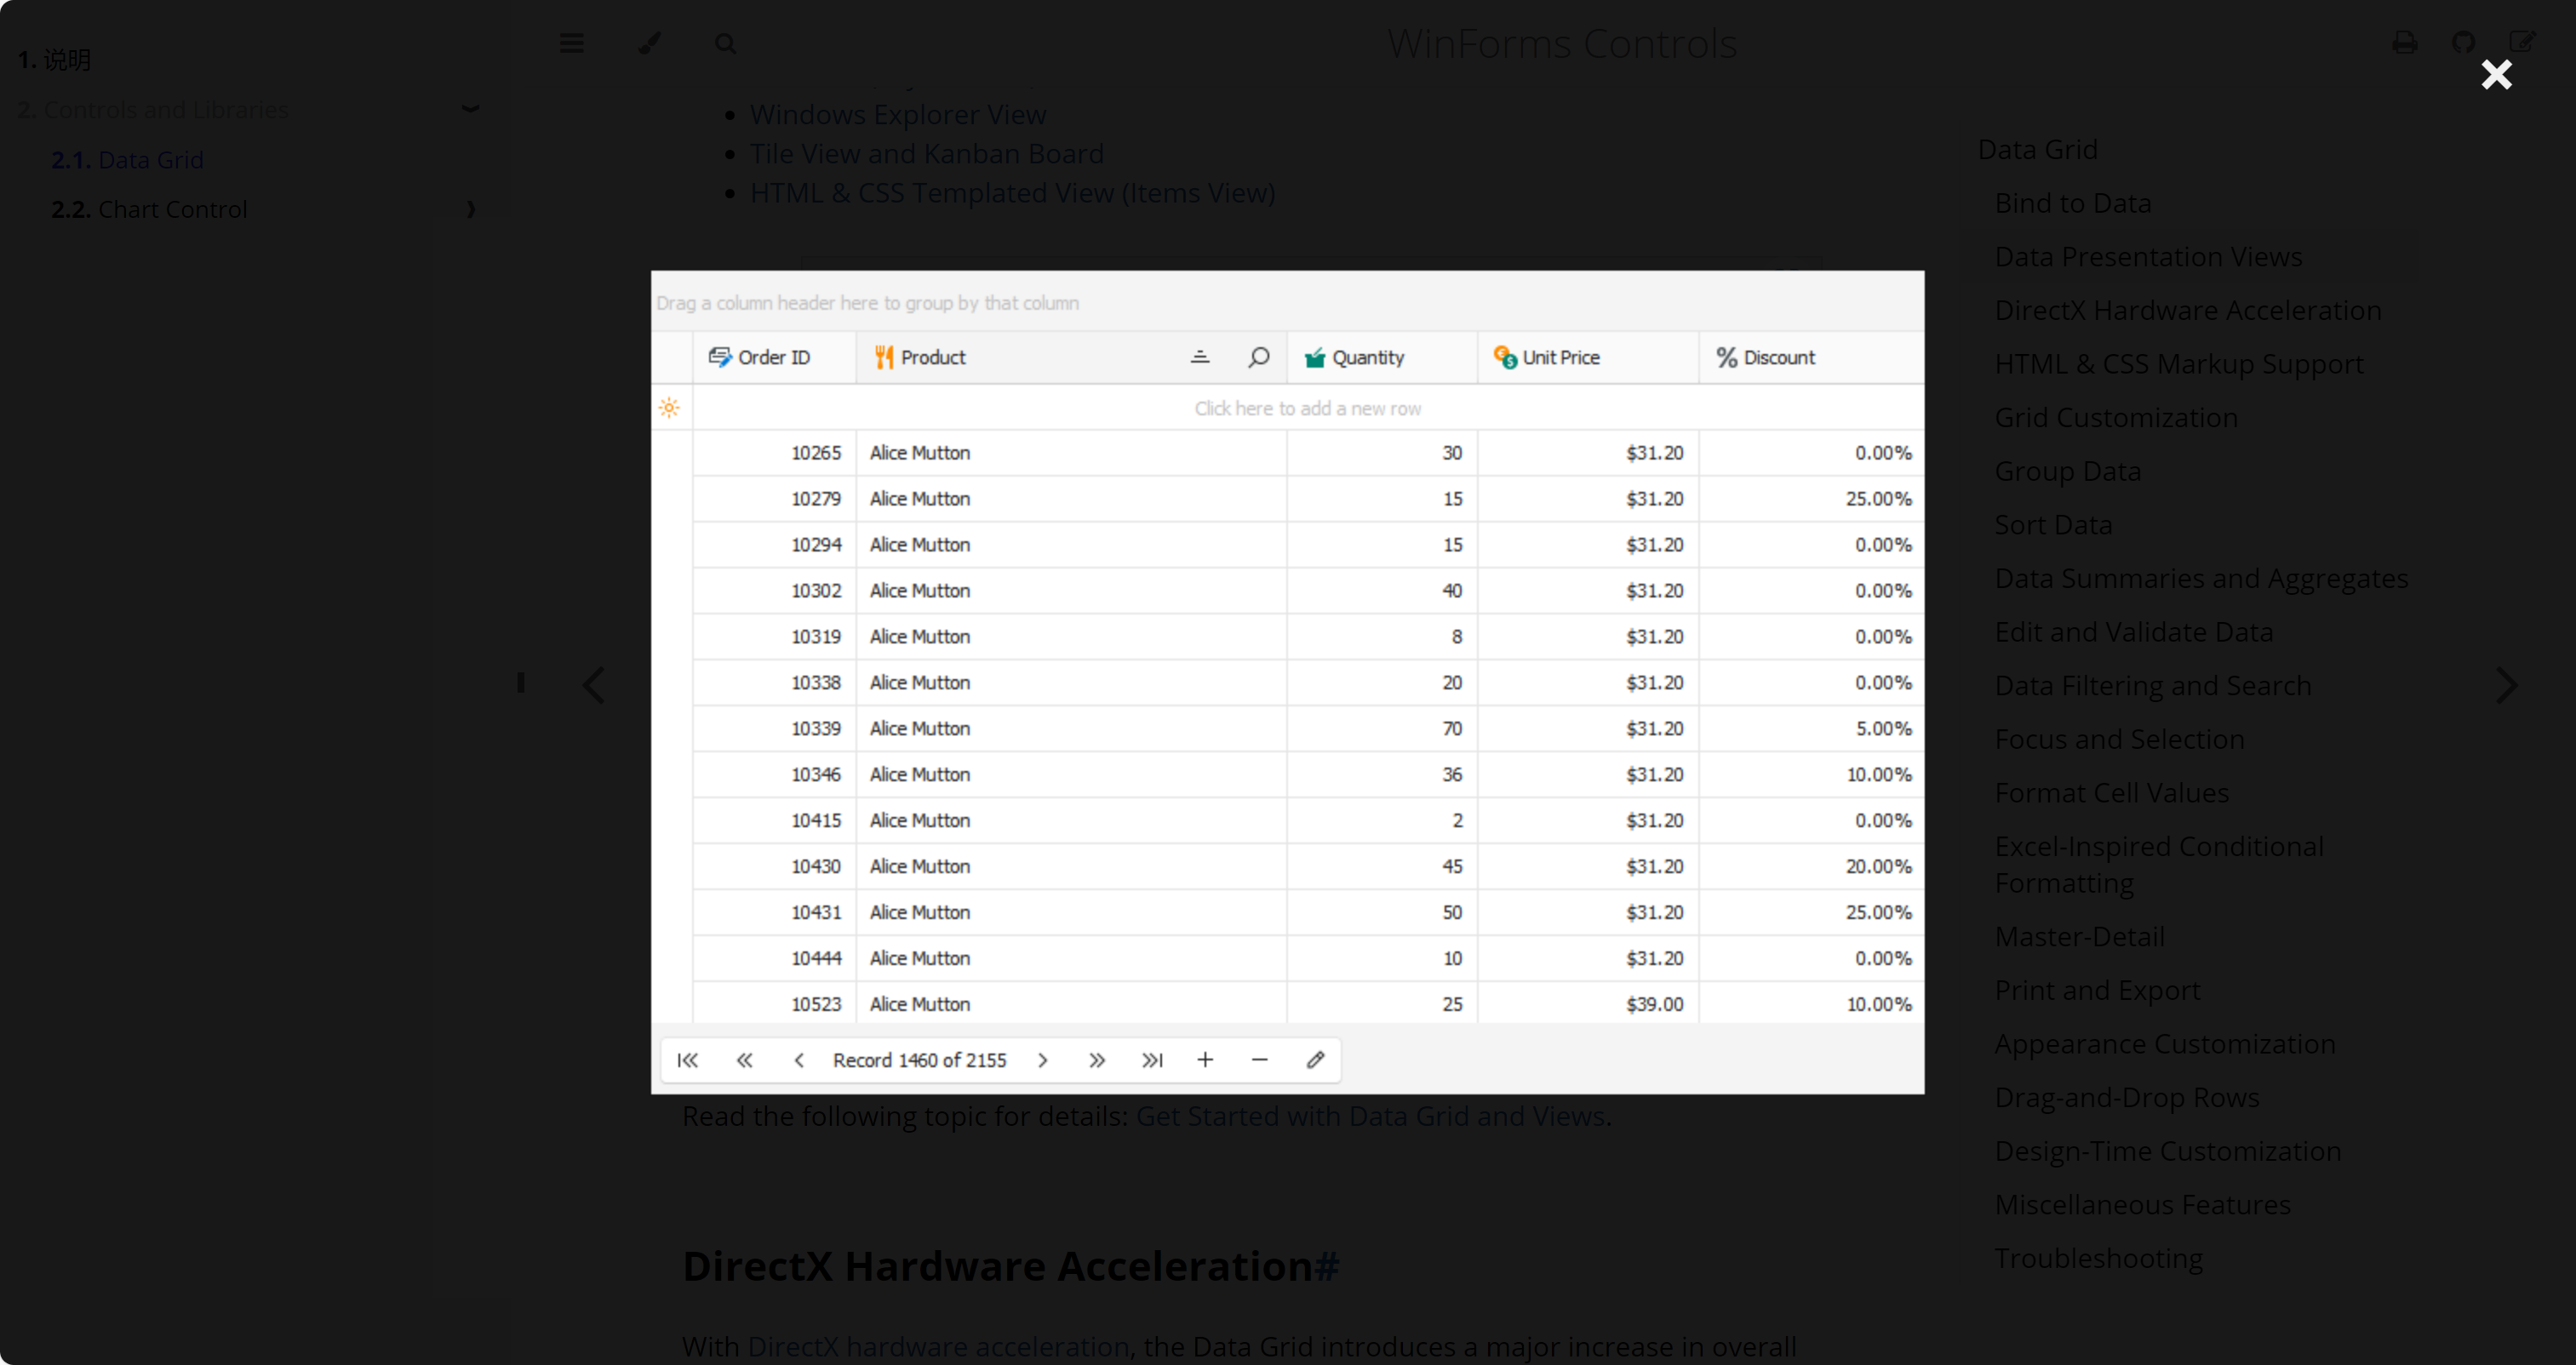 1. 说明
2. Controls and Libraries
2.1. Data Grid
2.2. Chart Control
WinForms Controls
Windows Explorer View
Tile View and Kanban Board
HTML & CSS Templated View (Items View)
Drag a column header here to group by that column
Order ID Product Quantity Unit Price % Discount
Click here to add a new row
10265 Alice Mutton 30 $31.20 0.00%
10279 Alice Mutton 15 $31.20 25.00%
10294 Alice Mutton 15 $31.20 0.00%
10302 Alice Mutton 40 $31.20 0.00%
10319 Alice Mutton 8 $31.20 0.00%
10338 Alice Mutton 20 $31.20 0.00%
10339 Alice Mutton 70 $31.20 5.00%
10346 Alice Mutton 36 $31.20 10.00%
10415 Alice Mutton 2 $31.20 0.00%
10430 Alice Mutton 45 $31.20 20.00%
10431 Alice Mutton 50 $31.20 25.00%
10444 Alice Mutton 10 $31.20 0.00%
10523 Alice Mutton 25 $39.00 10.00%
Record 1460 of 2155
Read the following topic for details: Get Started with Data Grid and Views.
DirectX Hardware Acceleration#
With DirectX hardware acceleration, the Data Grid introduces a major increase in overall
Data Grid
Bind to Data
Data Presentation Views
DirectX Hardware Acceleration
HTML & CSS Markup Support
Grid Customization
Group Data
Sort Data
Data Summaries and Aggregates
Edit and Validate Data
Data Filtering and Search
Focus and Selection
Format Cell Values
Excel-Inspired Conditional
Formatting
Master-Detail
Print and Export
Appearance Customization
Drag-and-Drop Rows
Design-Time Customization
Miscellaneous Features
Troubleshooting